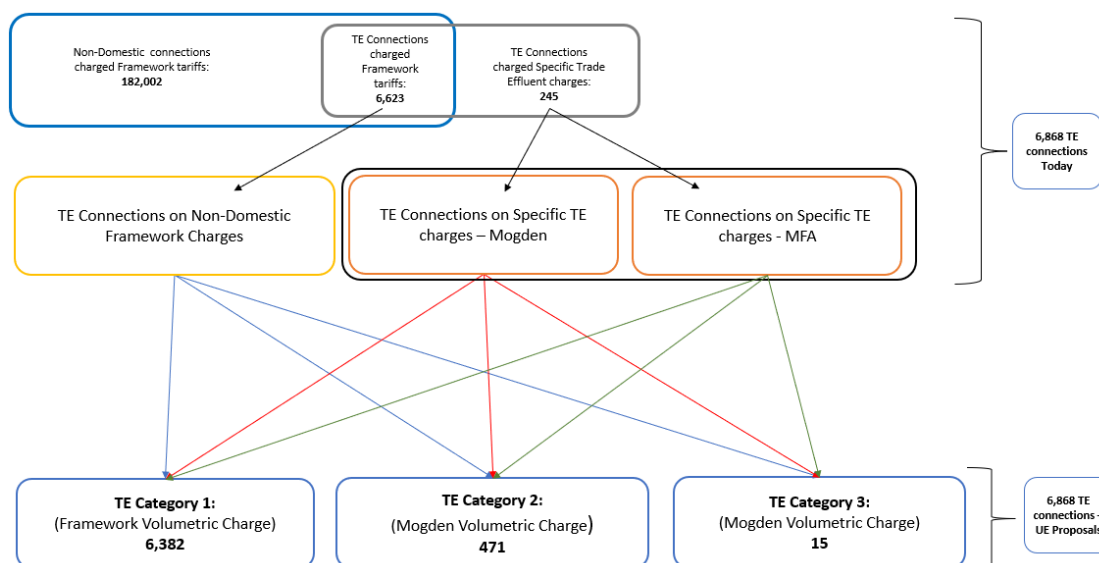 Non-Domestic connections
charged Framework tariffs:
182,002
TE Connections
charged
Framework
tariffs:
6,623
TE Connections
charged Specific Trade
Effluent charges:
245
6,868 TE
connections
Today
TE Connections on Non-Domestic
Framework Charges
TE Connections on Specific TE
charges – Mogden
TE Connections on Specific TE
charges - MFA
TE Category 1:
(Framework Volumetric Charge)
6,382
TE Category 2:
(Mogden Volumetric Charge)
471
TE Category 3:
(Mogden Volumetric Charge)
15
6,868 TE
connections -
UE Proposals